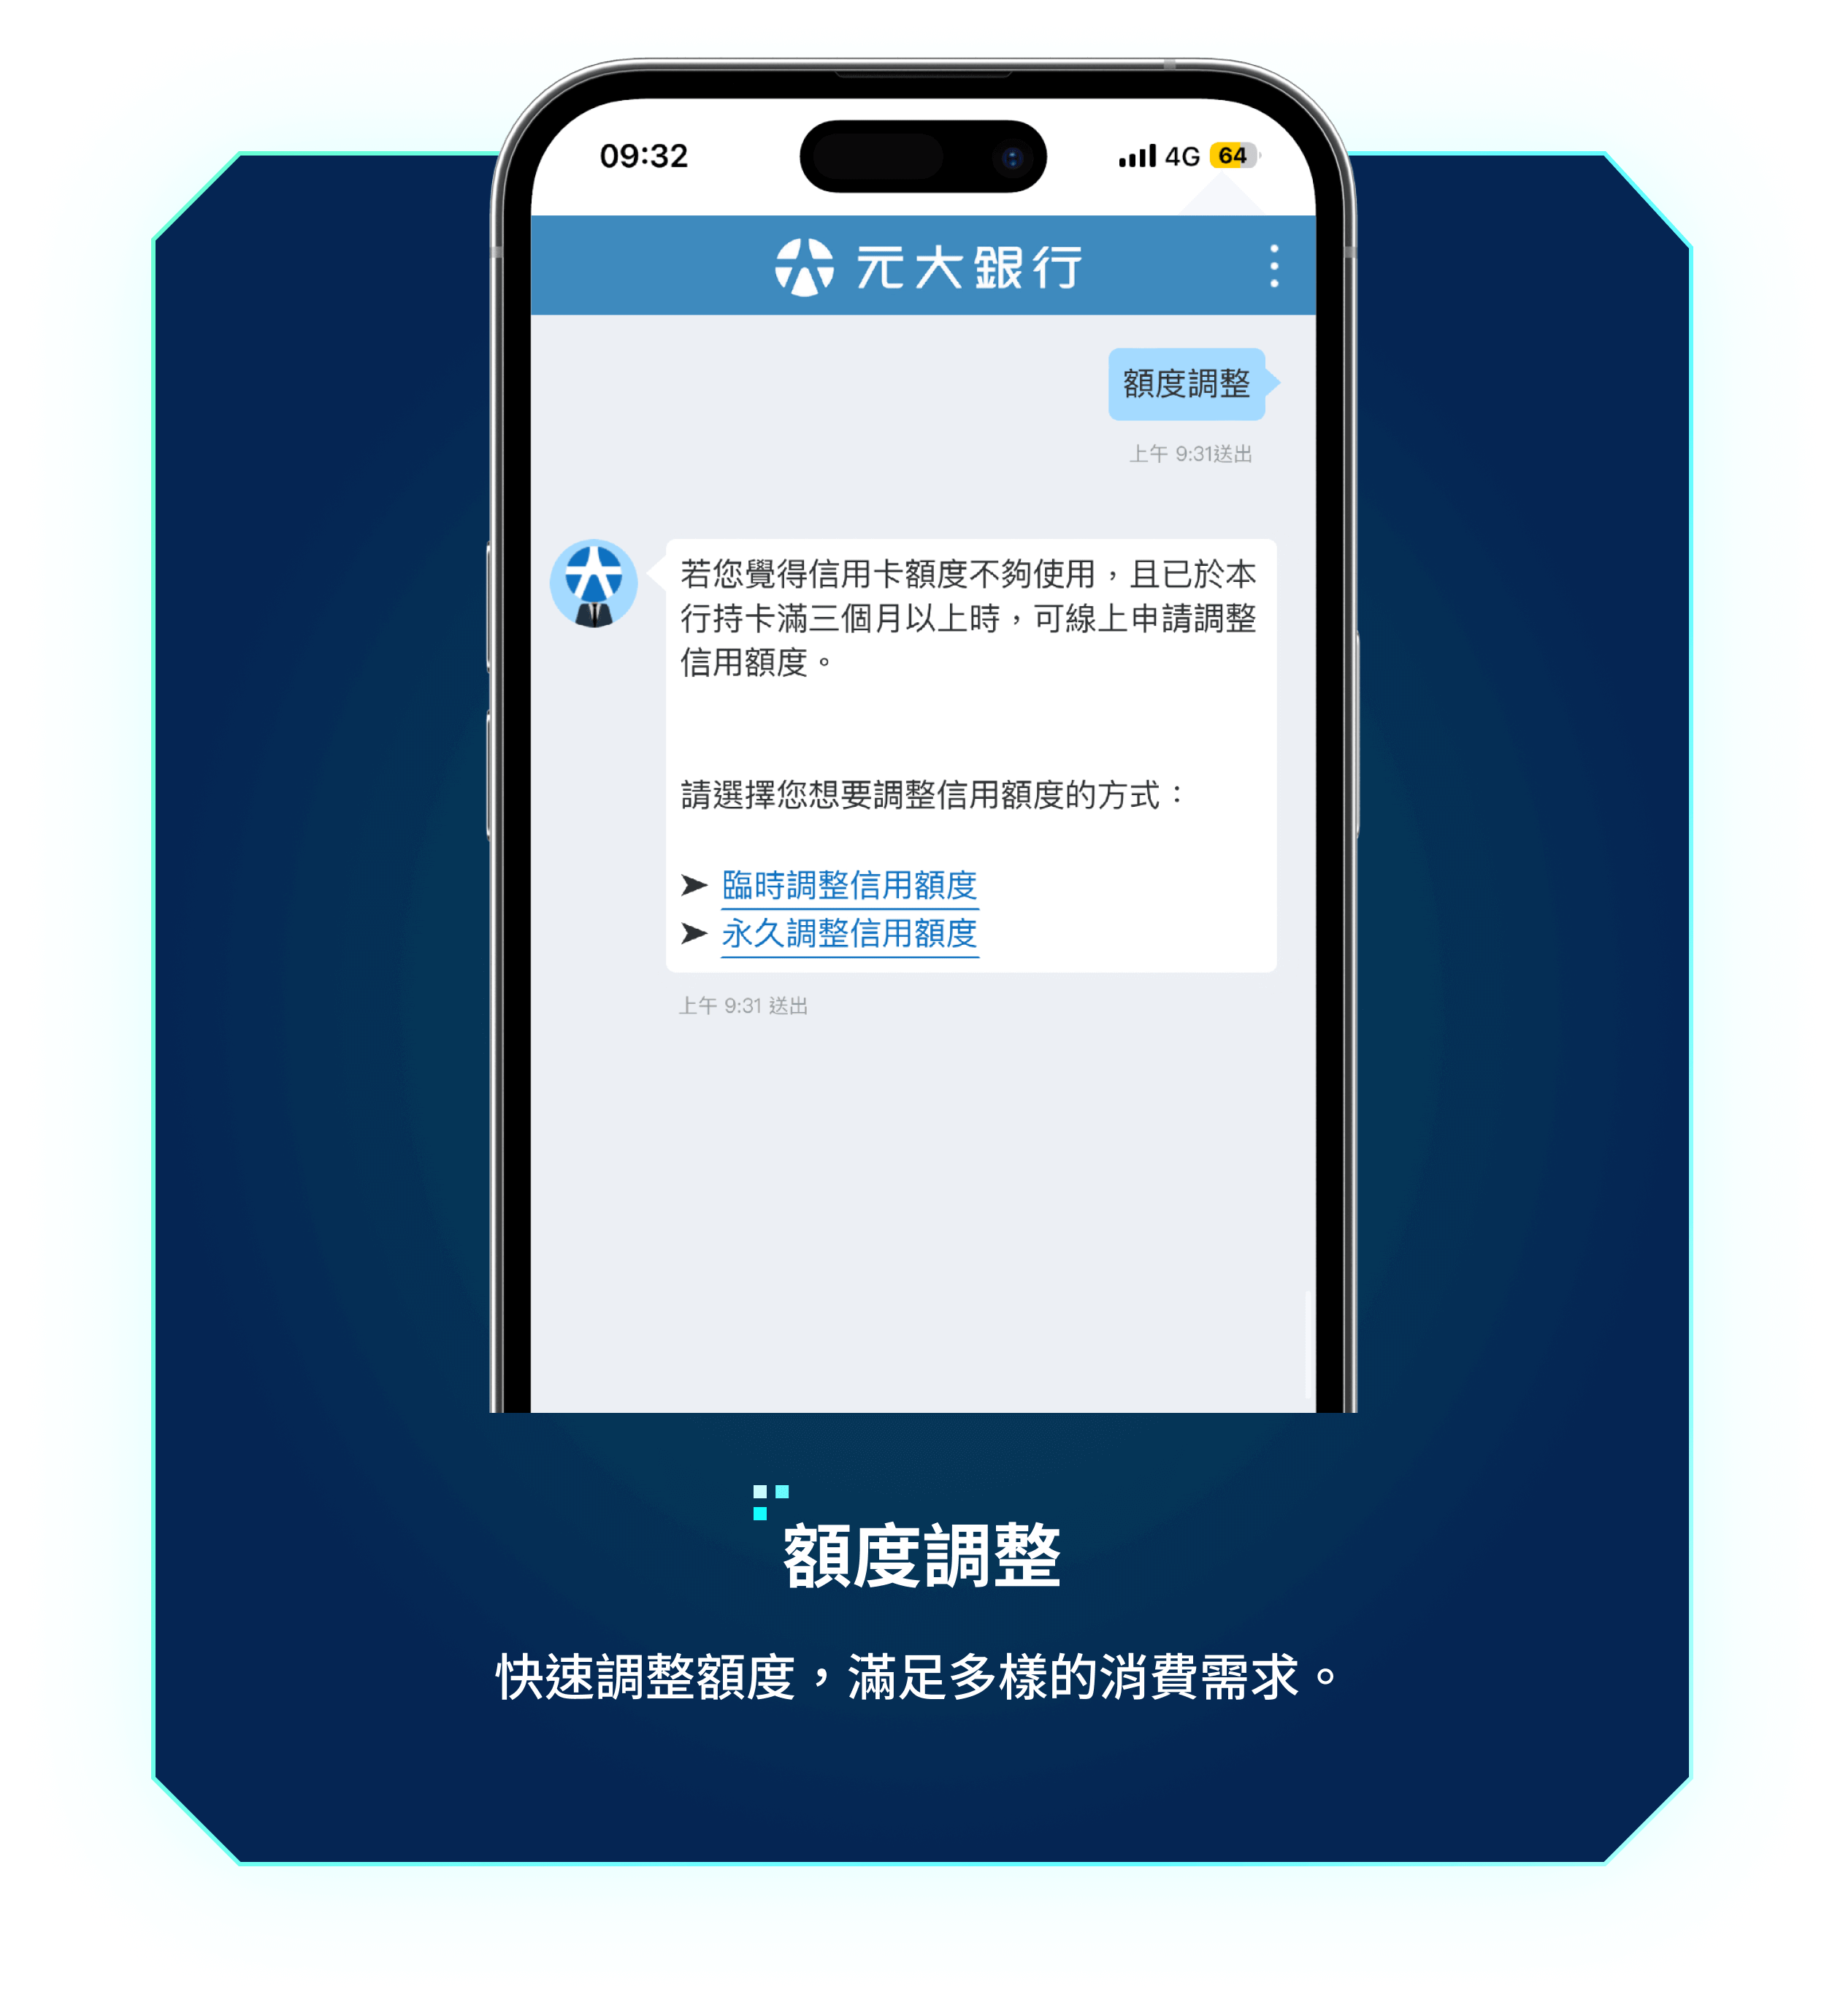 09:32
4G 64
元大銀行
額度調整
上午 9:31送出
若您覺得信用卡額度不夠使用，且已於本
行持卡滿三個月以上時，可線上申請調整
信用額度。
請選擇您想要調整信用額度的方式：
➤ 臨時調整信用額度
➤ 永久調整信用額度
上午 9:31 送出
額度調整
快速調整額度，滿足多樣的消費需求。